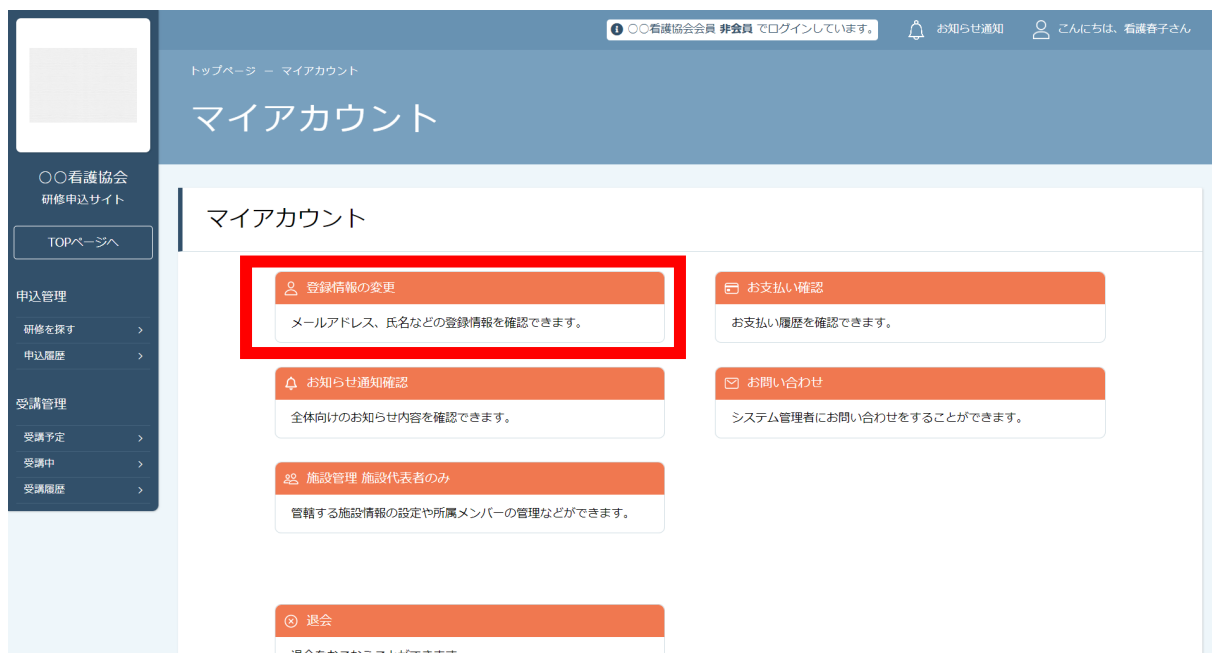 ○○看護協会会員 非会員 でログインしています。
お知らせ通知
こんにちは、看護春子さん
トップページ − マイアカウント
マイアカウント
○○看護協会
研修申込サイト
TOPページへ
申込管理
研修を探す
申込履歴
受講管理
受講予定
受講中
受講履歴
マイアカウント
登録情報の変更
メールアドレス、氏名などの登録情報を確認できます。
お支払い確認
お支払い履歴を確認できます。
お知らせ通知確認
全体向けのお知らせ内容を確認できます。
お問い合わせ
システム管理者にお問い合わせをすることができます。
施設管理 施設代表者のみ
管轄する施設情報の設定や所属メンバーの管理などができます。
退会